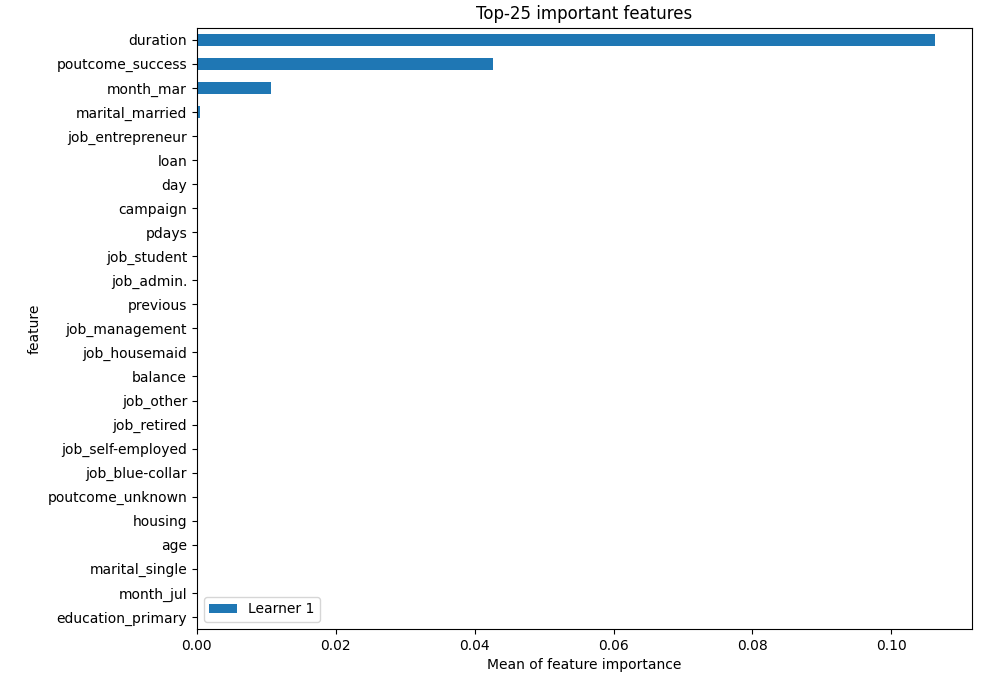 Top-25 important features
duration
poutcome_success
month_mar
marital_married
job_entrepreneur
loan
day
campaign
pdays
job_student
job_admin.
previous
job_management
job_housemaid
balance
job_other
job_retired
job_self-employed
job_blue-collar
poutcome_unknown
housing
age
marital_single
month_jul
education_primary
feature
Learner 1
0.00 0.02 0.04 0.06 0.08 0.10
Mean of feature importance